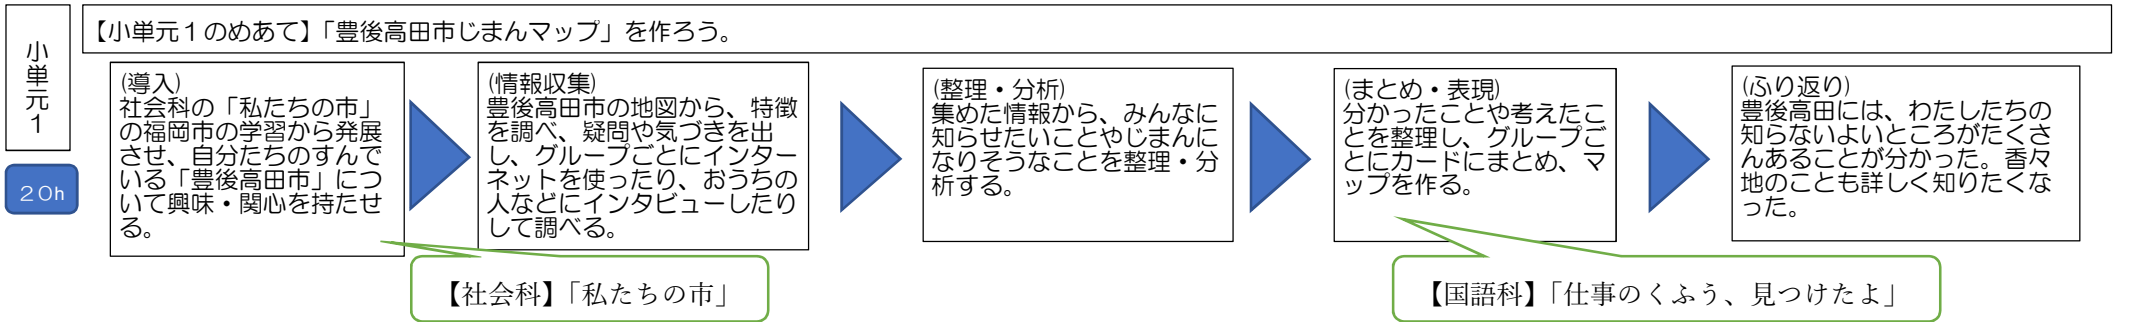 小単元1
20h
【小単元1のめあて】「豊後高田市じまんマップ」を作ろう。
(導入)
社会科の「私たちの市」
の福岡市の学習から発展
させ、自分たちのすんで
いる「豊後高田市」につ
いて興味・関心を持たせ
る。
(情報収集)
豊後高田市の地図から、特徴
を調べ、疑問や気づきを出
し、グループごとにインター
ネットを使ったり、おうちの
人などにインタビューしたり
して調べる。
(整理・分析)
集めた情報から、みんなに
知らせたいことやじまんに
なりそうなことを整理・分
析する。
(まとめ・表現)
分かったことや考えたこ
とを整理し、グループご
とにカードにまとめ、マ
ップを作る。
(ふり返り)
豊後高田には、わたしたちの
知らないよいところがたくさ
んあることが分かった。香々
地のことも詳しく知りたくな
った。
【社会科】「私たちの市」
【国語科】「仕事のくふう、見つけたよ」